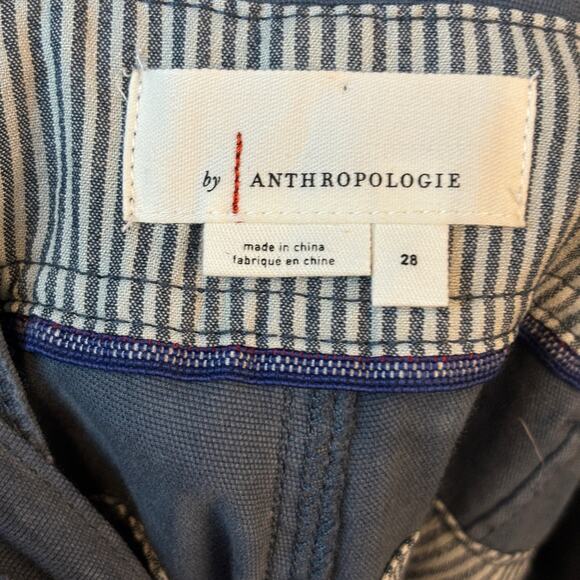 by | ANTHROPOLOGIE
made in china
fabrique en chine
28